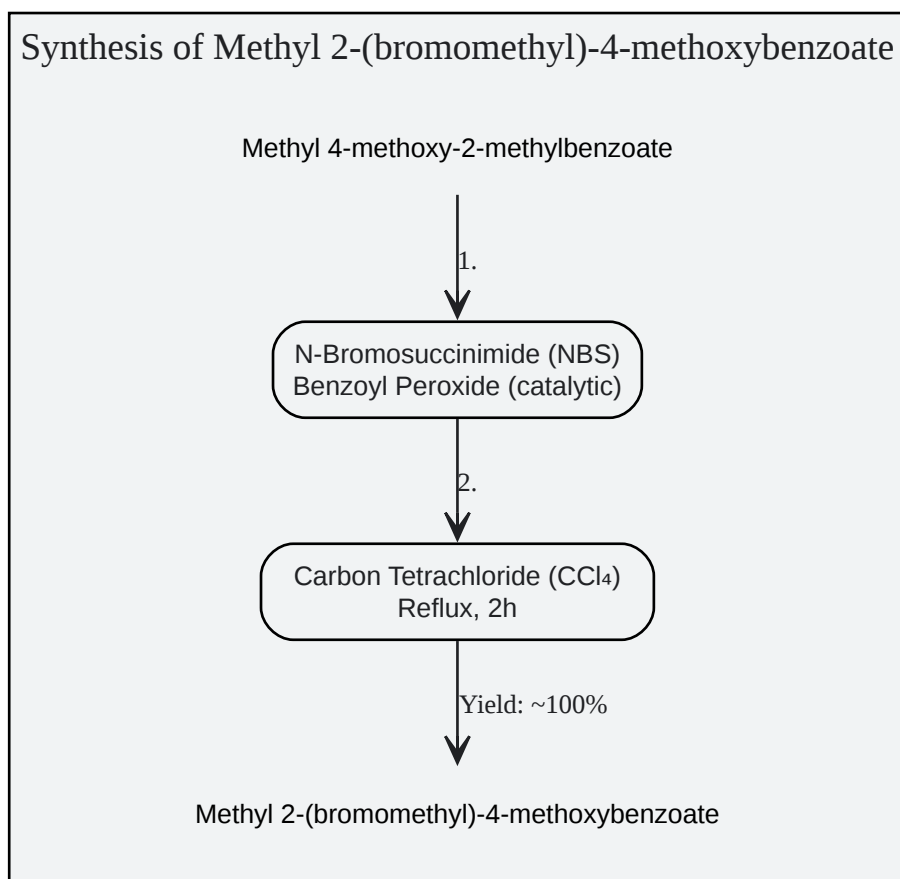 Synthesis of Methyl 2-(bromomethyl)-4-methoxybenzoate
Methyl 4-methoxy-2-methylbenzoate
1.
N-Bromosuccinimide (NBS)
Benzoyl Peroxide (catalytic)
2.
Carbon Tetrachloride (CCl₄)
Reflux, 2h
Yield: ~100%
Methyl 2-(bromomethyl)-4-methoxybenzoate